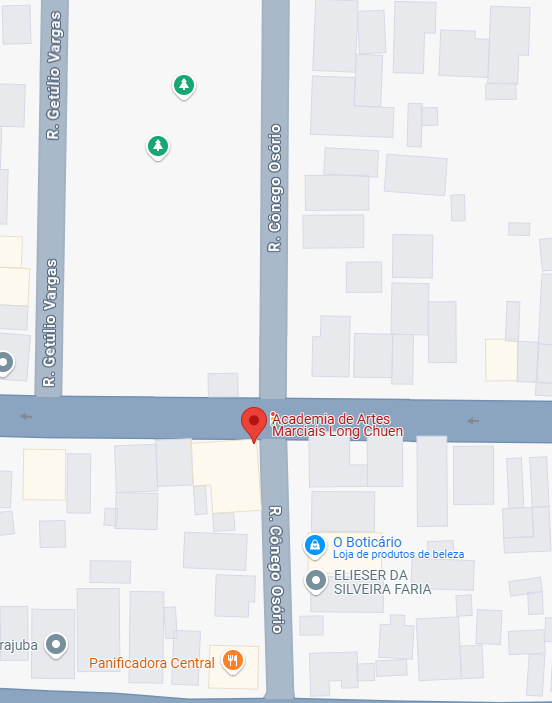 R. Getúlio Vargas
R. Cônego Osório
R. Getúlio Vargas
Academia de Artes
Marciais Long Chuen
R. Cônego Osório
O Boticário
Loja de produtos de beleza
ELIESER DA
SILVEIRA FARIA
rajuba
Panificadora Central